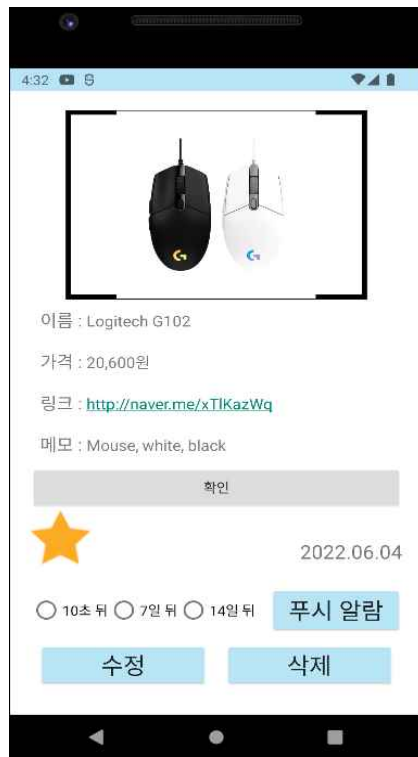 4:32
이름 : Logitech G102
가격 : 20,600원
링크 : http://naver.me/xTlKazWq
메모 : Mouse, white, black
확인
2022.06.04
10초 뒤 7일 뒤 14일 뒤 푸시 알람
수정 삭제